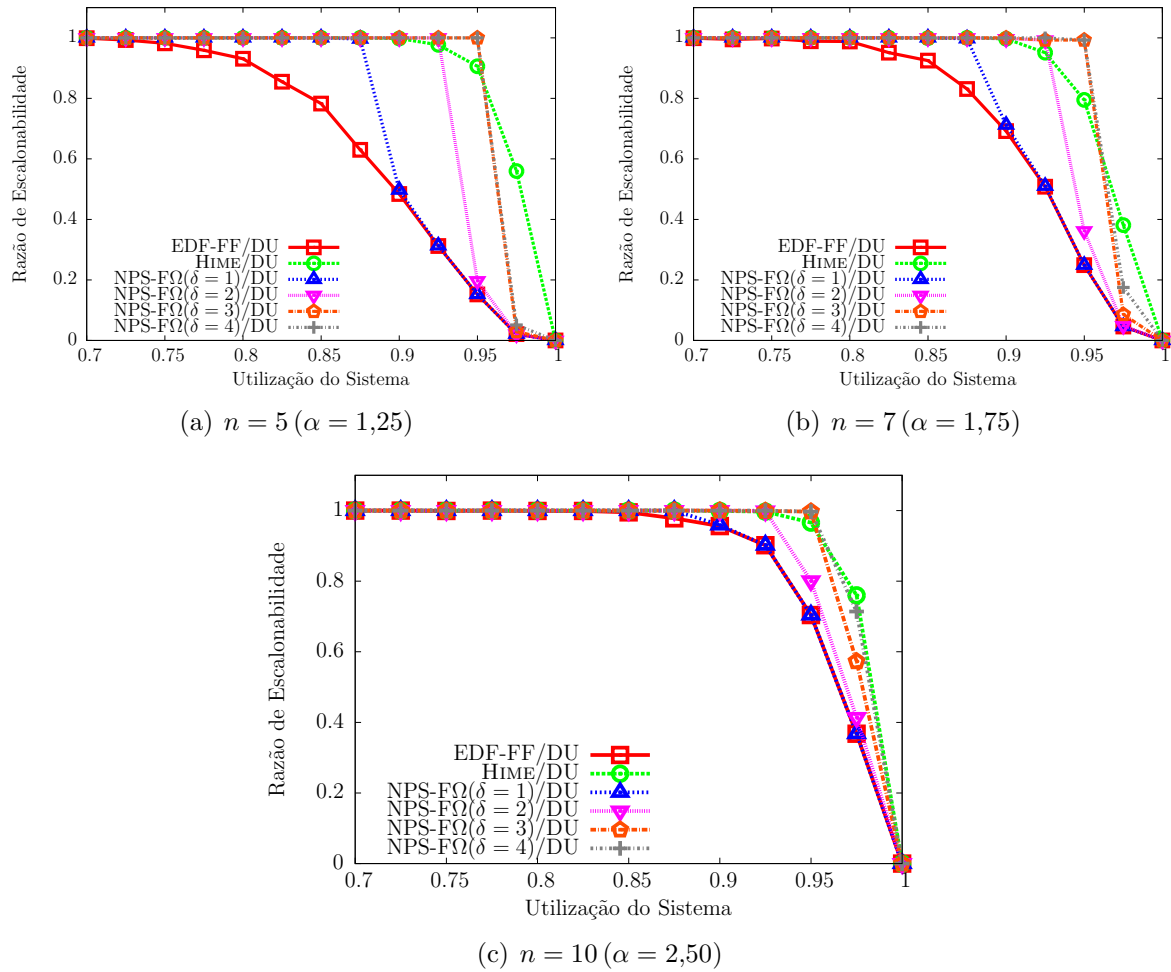 1
0.8
0.6
0.4
0.2
0
0.7 0.75 0.8 0.85 0.9 0.95 1
Razão de Escalonabilidade
Utilização do Sistema
EDF-FF/DU
HIME/DU
NPS-FΩ(δ = 1)/DU
NPS-FΩ(δ = 2)/DU
NPS-FΩ(δ = 3)/DU
NPS-FΩ(δ = 4)/DU
(a) n = 5 (α = 1,25)
1
0.8
0.6
0.4
0.2
0
0.7 0.75 0.8 0.85 0.9 0.95 1
Razão de Escalonabilidade
Utilização do Sistema
EDF-FF/DU
HIME/DU
NPS-FΩ(δ = 1)/DU
NPS-FΩ(δ = 2)/DU
NPS-FΩ(δ = 3)/DU
NPS-FΩ(δ = 4)/DU
(b) n = 7 (α = 1,75)
1
0.8
0.6
0.4
0.2
0
0.7 0.75 0.8 0.85 0.9 0.95 1
Razão de Escalonabilidade
Utilização do Sistema
EDF-FF/DU
HIME/DU
NPS-FΩ(δ = 1)/DU
NPS-FΩ(δ = 2)/DU
NPS-FΩ(δ = 3)/DU
NPS-FΩ(δ = 4)/DU
(c) n = 10 (α = 2,50)